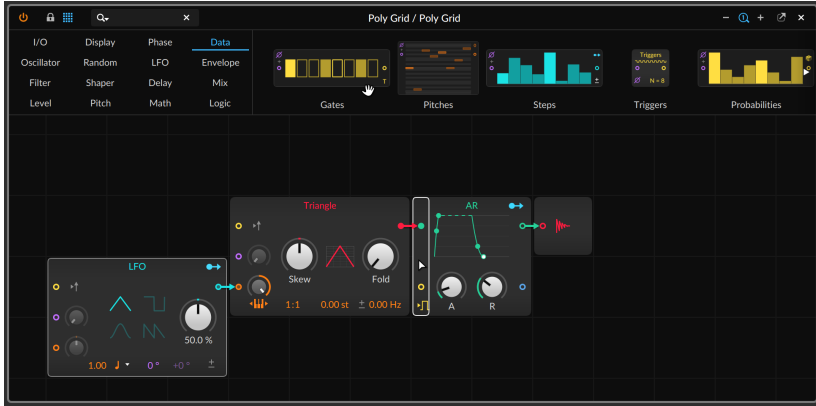 Poly Grid / Poly Grid
I/O Display Phase Data
Oscillator Random LFO Envelope
Filter Shaper Delay Mix
Level Pitch Math Logic
T
Triggers
N = 8
Gates Pitches Steps Triggers Probabilities
Triangle
AR
Skew Fold
1:1 0.00 st ± 0.00 Hz
A R
LFO
50.0 %
1.00 0° +0° ±